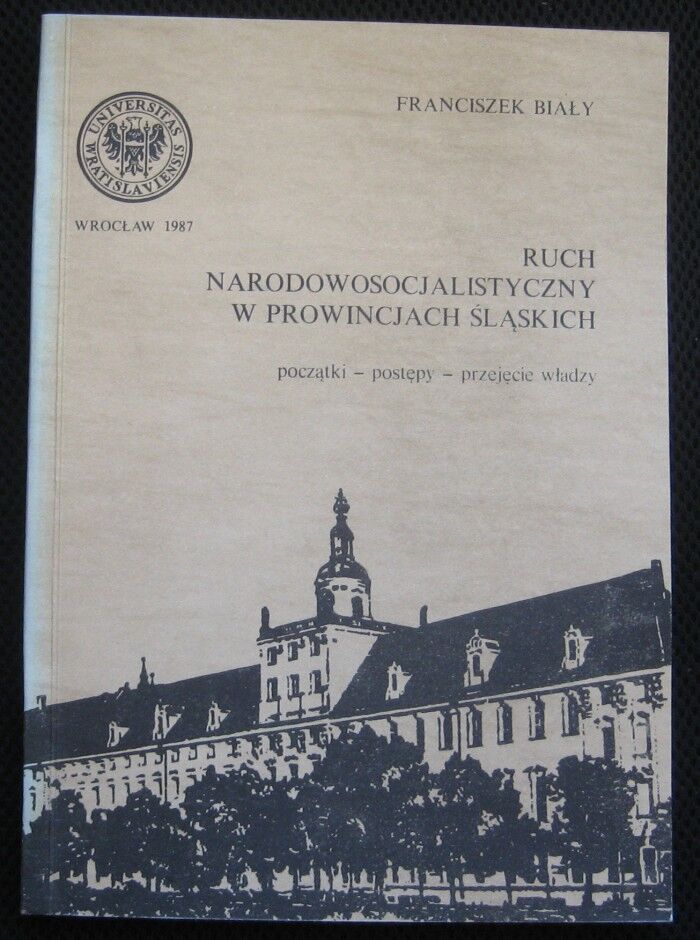 UNIVERSITAS
WRATISLAVIENSIS
WROCŁAW 1987
FRANCISZEK BIAŁY
RUCH
NARODOWOSOCJALISTYCZNY
W PROWINCJACH ŚLĄSKICH
początki – postępy – przejęcie władzy